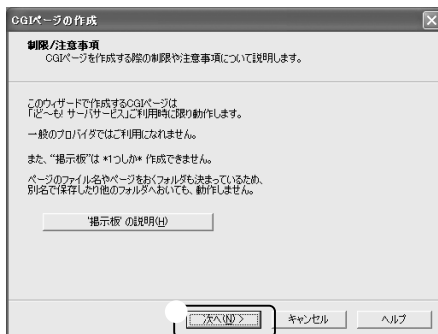 CGIページの作成
制限/注意事項
CGIページを作成する際の制限や注意事項について説明します。
このウィザードで作成するCGIページは
「ど～も! サーバサービス」ご利用時に限り動作します。
一般のプロバイダではご利用になれません。
また、“掲示板”は *1つしか* 作成できません。
ページのファイル名やページをおくフォルダも決まっているため、
別名で保存したり他のフォルダへおいても、動作しません。
'掲示板' の説明(H)
次へ(N) >
キャンセル
ヘルプ